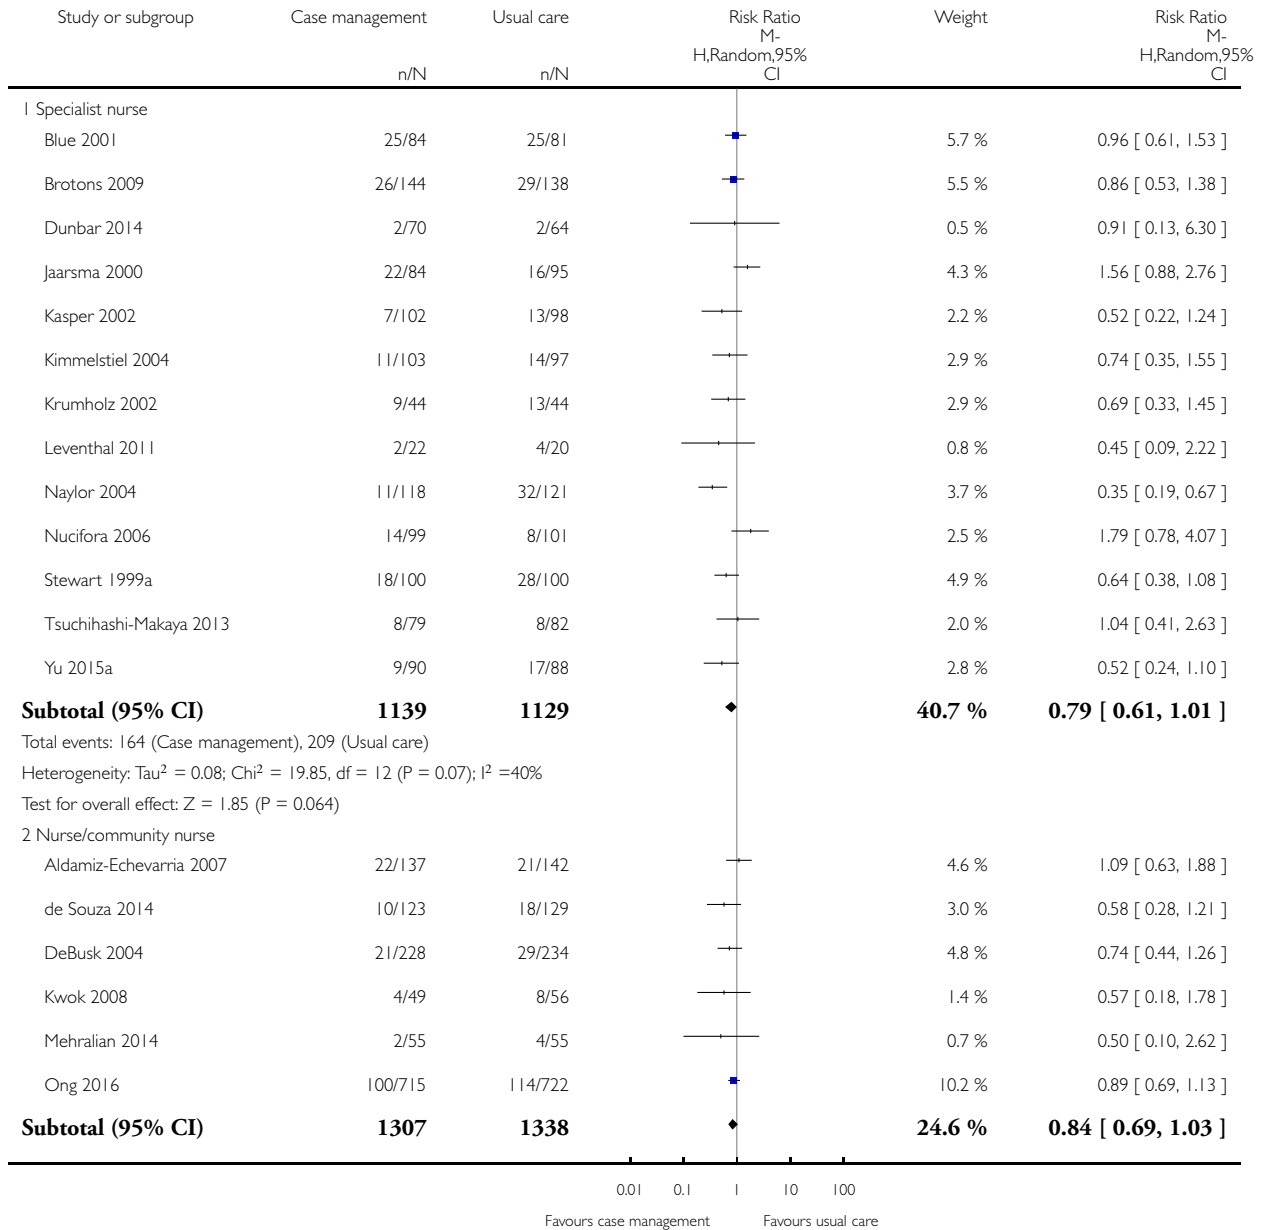 Study or subgroup Case management Usual care Risk Ratio Weight Risk Ratio
M- M-
H,Random,95% H,Random,95%
n/N n/N CI CI
1 Specialist nurse
Blue 2001 25/84 25/81 5.7 % 0.96 [ 0.61, 1.53 ]
Brotons 2009 26/144 29/138 5.5 % 0.86 [ 0.53, 1.38 ]
Dunbar 2014 2/70 2/64 0.5 % 0.91 [ 0.13, 6.30 ]
Jaarsma 2000 22/84 16/95 4.3 % 1.56 [ 0.88, 2.76 ]
Kasper 2002 7/102 13/98 2.2 % 0.52 [ 0.22, 1.24 ]
Kimmelstiel 2004 11/103 14/97 2.9 % 0.74 [ 0.35, 1.55 ]
Krumholz 2002 9/44 13/44 2.9 % 0.69 [ 0.33, 1.45 ]
Leventhal 2011 2/22 4/20 0.8 % 0.45 [ 0.09, 2.22 ]
Naylor 2004 11/118 32/121 3.7 % 0.35 [ 0.19, 0.67 ]
Nucifora 2006 14/99 8/101 2.5 % 1.79 [ 0.78, 4.07 ]
Stewart 1999a 18/100 28/100 4.9 % 0.64 [ 0.38, 1.08 ]
Tsuchihashi-Makaya 2013 8/79 8/82 2.0 % 1.04 [ 0.41, 2.63 ]
Yu 2015a 9/90 17/88 2.8 % 0.52 [ 0.24, 1.10 ]
Subtotal (95% CI) 1139 1129 40.7 % 0.79 [ 0.61, 1.01 ]
Total events: 164 (Case management), 209 (Usual care)
Heterogeneity: Tau² = 0.08; Chi² = 19.85, df = 12 (P = 0.07); I² =40%
Test for overall effect: Z = 1.85 (P = 0.064)
2 Nurse/community nurse
Aldamiz-Echevarria 2007 22/137 21/142 4.6 % 1.09 [ 0.63, 1.88 ]
de Souza 2014 10/123 18/129 3.0 % 0.58 [ 0.28, 1.21 ]
DeBusk 2004 21/228 29/234 4.8 % 0.74 [ 0.44, 1.26 ]
Kwok 2008 4/49 8/56 1.4 % 0.57 [ 0.18, 1.78 ]
Mehralian 2014 2/55 4/55 0.7 % 0.50 [ 0.10, 2.62 ]
Ong 2016 100/715 114/722 10.2 % 0.89 [ 0.69, 1.13 ]
Subtotal (95% CI) 1307 1338 24.6 % 0.84 [ 0.69, 1.03 ]
0.01 0.1 1 10 100
Favours case management Favours usual care